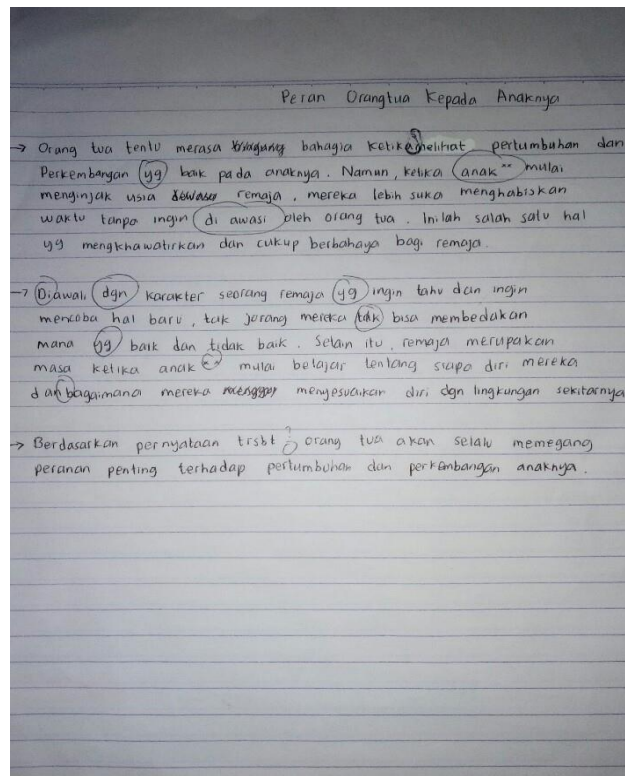 Peran Orangtua Kepada Anaknya
→ Orang tua tentu merasa bahagia ketika melihat pertumbuhan dan
Perkembangan yg baik pada anaknya. Namun, ketika anak" mulai
menginjak usia remaja, mereka lebih suka menghabiskan
waktu tanpa ingin di awasi oleh orang tua. Inilah salah satu hal
yg mengkhawatirkan dan cukup berbahaya bagi remaja.
→ Diawali dgn karakter seorang remaja yg ingin tahu dan ingin
mencoba hal baru, tak jarang mereka tak bisa membedakan
mana yg baik dan tidak baik. Selain itu, remaja merupakan
masa ketika anak" mulai belajar tentang siapa diri mereka
dan bagaimana mereka menyesuaikan diri dgn lingkungan sekitarnya
→ Berdasarkan pernyataan trsbt, orang tua akan selalu memegang
peranan penting terhadap pertumbuhan dan perkembangan anaknya.